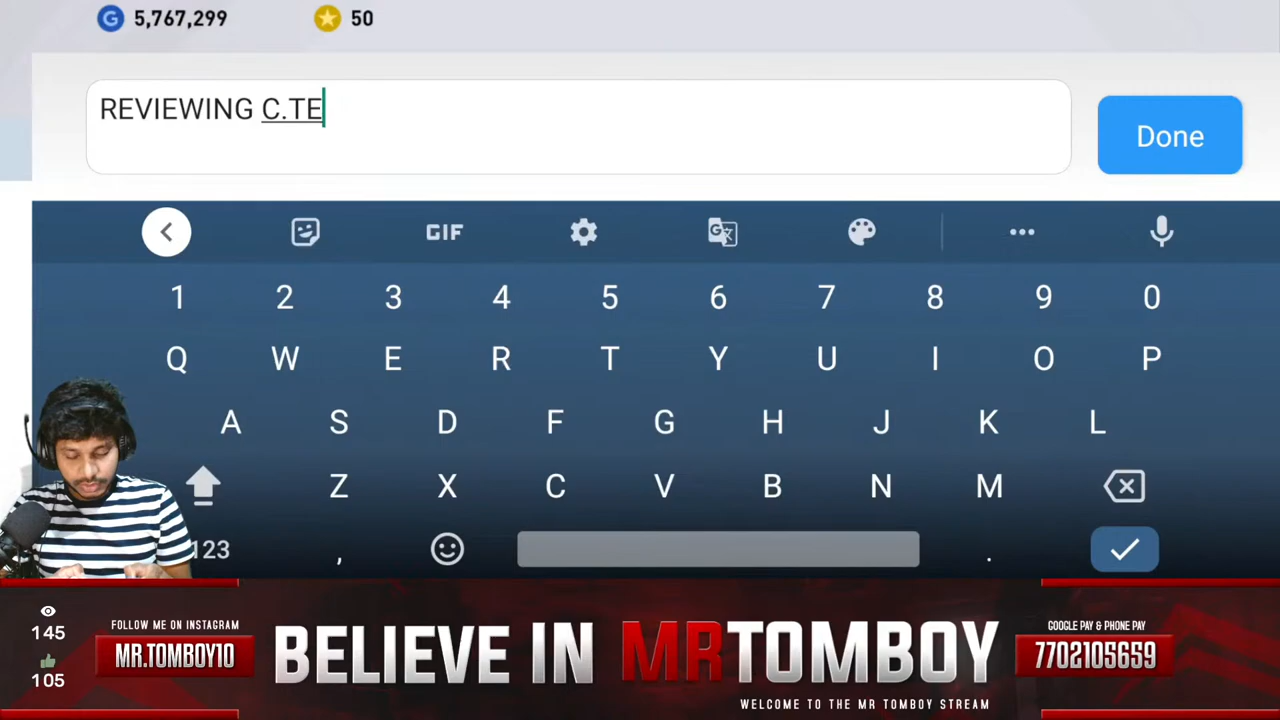 5,767,299 50
REVIEWING C.TE
Done
GIF
1 2 3 4 5 6 7 8 9 0
Q W E R T Y U I O P
A S D F G H J K L
Z X C V B N M
123 , .
145
105
FOLLOW ME ON INSTAGRAM
MR.TOMBOY10
BELIEVE IN MRTOMBOY
WELCOME TO THE MR TOMBOY STREAM
GOOGLE PAY & PHONE PAY
7702105659